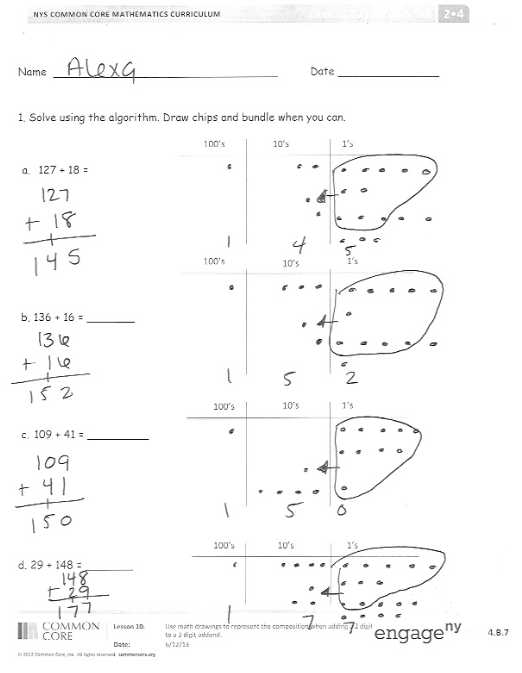 NYS COMMON CORE MATHEMATICS CURRICULUM 2•4
Name Alexa Date
1. Solve using the algorithm. Draw chips and bundle when you can.
100's 10's 1's
a. 127 + 18 =
127
+ 18
1
145
1 4 5
100's 10's 1's
b. 136 + 16 =
136
+ 16
1
152
1 5 2
100's 10's 1's
c. 109 + 41 =
109
+ 41
1
150
1 5 0
100's 10's 1's
d. 29 + 148 =
148
+ 29
1
177
1 7 7
COMMON CORE
Lesson 10: Use math drawings to represent the composition when adding a 2 digit
to a 3 digit addend.
Date: 6/12/13
engage ny
4.B.7
© 2012 Common Core, Inc. All rights reserved. commoncore.org